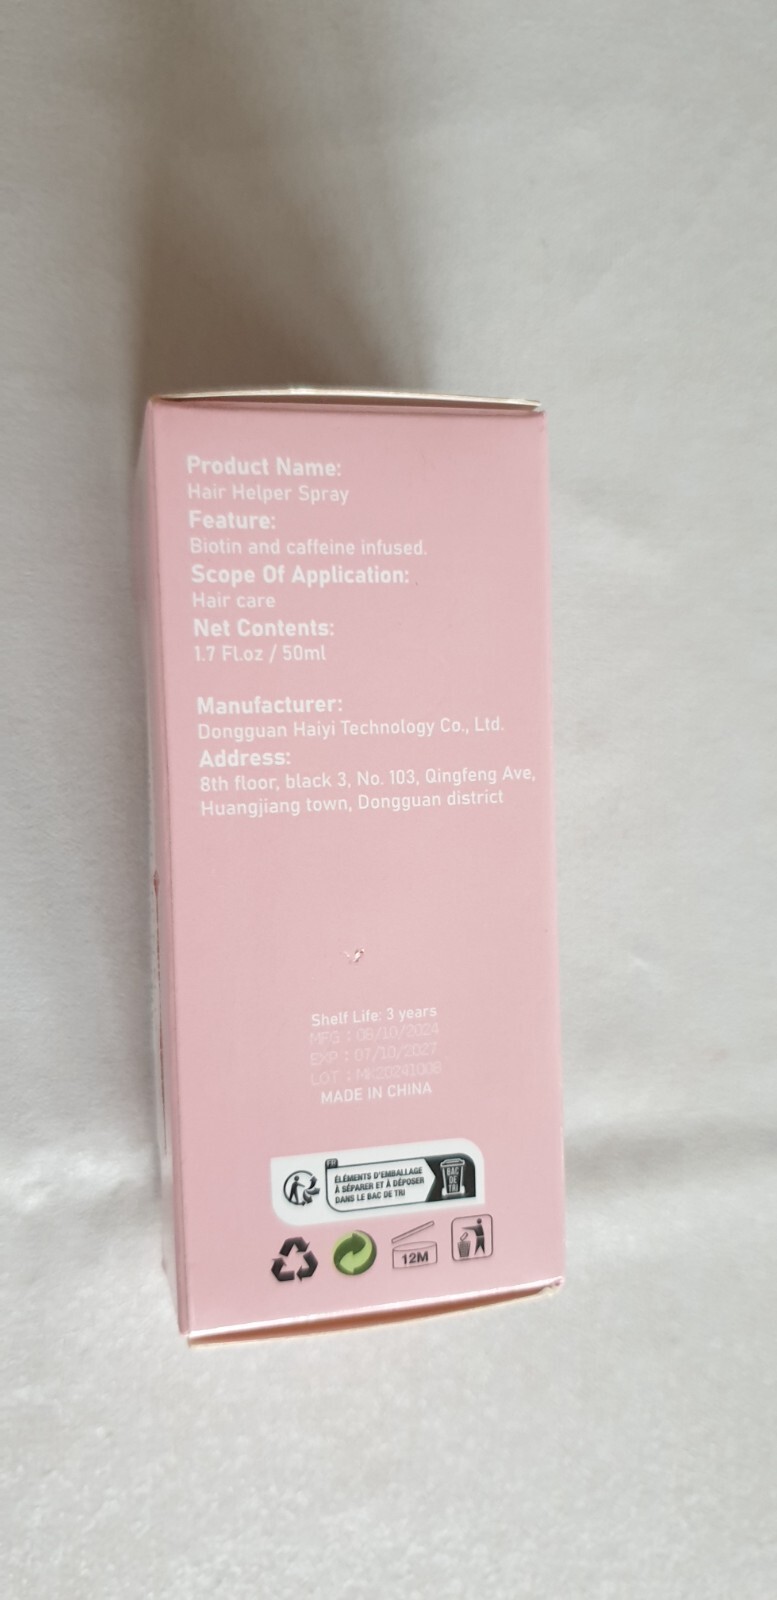 Product Name:
Hair Helper Spray
Feature:
Biotin and caffeine infused.
Scope Of Application:
Hair care
Net Contents:
1.7 Fl.oz / 50ml
Manufacturer:
Dongguan Haiyi Technology Co., Ltd.
Address:
8th floor, black 3, No. 103, Qingfeng Ave,
Huangjiang town, Dongguan district
Shelf Life: 3 years
MFG : 08/10/2024
EXP : 07/10/2027
LOT :
MADE IN CHINA
FR
ÉLÉMENTS D'EMBALLAGE
À SÉPARER ET À DÉPOSER
DANS LE BAC DE TRI
BAC
DE
TRI
12M